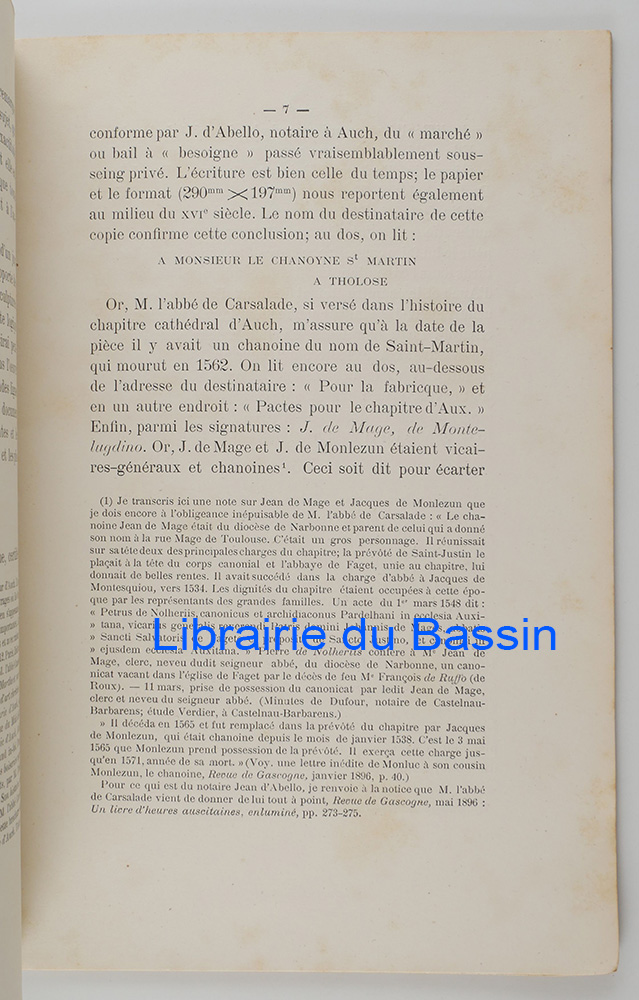 — 7 —
conforme par J. d'Abello, notaire à Auch, du « marché »
ou bail à « besoigne » passé vraisemblablement sous-
seing privé. L'écriture est bien celle du temps; le papier
et le format (290mm × 197mm) nous reportent également
au milieu du XVIe siècle. Le nom du destinataire de cette
copie confirme cette conclusion; au dos, on lit :
A MONSIEUR LE CHANOYNE St MARTIN
A THOLOSE
Or, M. l'abbé de Carsalade, si versé dans l'histoire du
chapitre cathédral d'Auch, m'assure qu'à la date de la
pièce il y avait un chanoine du nom de Saint-Martin,
qui mourut en 1562. On lit encore au dos, au-dessous
de l'adresse du destinataire : « Pour la fabricque, » et
en un autre endroit : « Pactes pour le chapitre d'Aux. »
Enfin, parmi les signatures : J. de Mage, de Monte-
lugdino. Or, J. de Mage et J. de Monlezun étaient vicai-
res-généraux et chanoines¹. Ceci soit dit pour écarter
(1) Je transcris ici une note sur Jean de Mage et Jacques de Monlezun que
je dois encore à l'obligeance inépuisable de M. l'abbé de Carsalade : « Le cha-
noine Jean de Mage était du diocèse de Narbonne et parent de celui qui a donné
son nom à la rue Mage de Toulouse. C'était un gros personnage. Il réunissait
sur sa tête deux des principales charges du chapitre; la prévôté de Saint-Justin le
plaçait à la tête du corps canonial et l'abbaye de Faget, unie au chapitre, lui
donnait de belles rentes. Il avait succédé dans la charge d'abbé à Jacques de
Montesquiou, vers 1534. Les dignités du chapitre étaient occupées à cette épo-
que par les représentants des grandes familles. Un acte du 1er mars 1548 dit :
« Petrus de Nolheriis, canonicus et archidiaconus Pardelhani in ecclesia Auxi-
» tana, vicarius generalis reverendi Patris domini Johannis de Mage, abbatis
» Sancti Salvatoris de Fageto, prepositi de Sancto Justino, et canonici
» ejusdem ecclesia Auxitana. » Pierre de Nolheriis confère à Me Jean de
Mage, clerc, neveu dudit seigneur abbé, du diocèse de Narbonne, un cano-
nicat vacant dans l'église de Faget par le décès de feu Me François de Ruffo (de
Roux). — 11 mars, prise de possession du canonicat par ledit Jean de Mage,
clerc et neveu du seigneur abbé. (Minutes de Dufour, notaire de Castelnau-
Barbarens; étude Verdier, à Castelnau-Barbarens.)
» Il décéda en 1565 et fut remplacé dans la prévôté du chapitre par Jacques
de Monlezun, qui était chanoine depuis le mois de janvier 1538. C'est le 3 mai
1565 que Monlezun prend possession de la prévôté. Il exerça cette charge jus-
qu'en 1571, année de sa mort. » (Voy. une lettre inédite de Monluc à son cousin
Monlezun, le chanoine, Revue de Gascogne, janvier 1896, p. 40.)
Pour ce qui est du notaire Jean d'Abello, je renvoie à la notice que M. l'abbé
de Carsalade vient de donner de lui tout à point, Revue de Gascogne, mai 1896 :
Un livre d'heures auscitaines, enluminé, pp. 273-275.
Librairie du Bassin